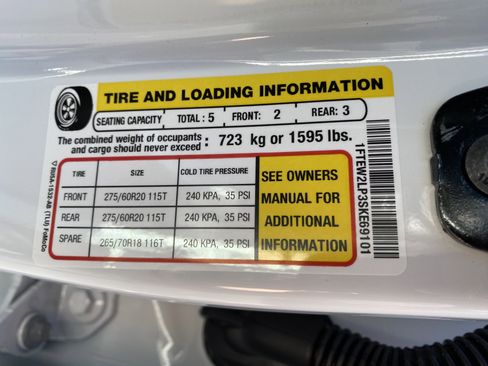 TIRE AND LOADING INFORMATION
SEATING CAPACITY TOTAL : 5 FRONT: 2 REAR: 3
The combined weight of occupants
and cargo should never exceed : 723 kg or 1595 lbs.
TIRE SIZE COLD TIRE PRESSURE
FRONT 275/60R20 115T 240 KPA, 35 PSI
REAR 275/60R20 115T 240 KPA, 35 PSI
SPARE 265/70R18 116T 240 KPA, 35 PSI
SEE OWNERS
MANUAL FOR
ADDITIONAL
INFORMATION
1FTEW2LP3SKE69101